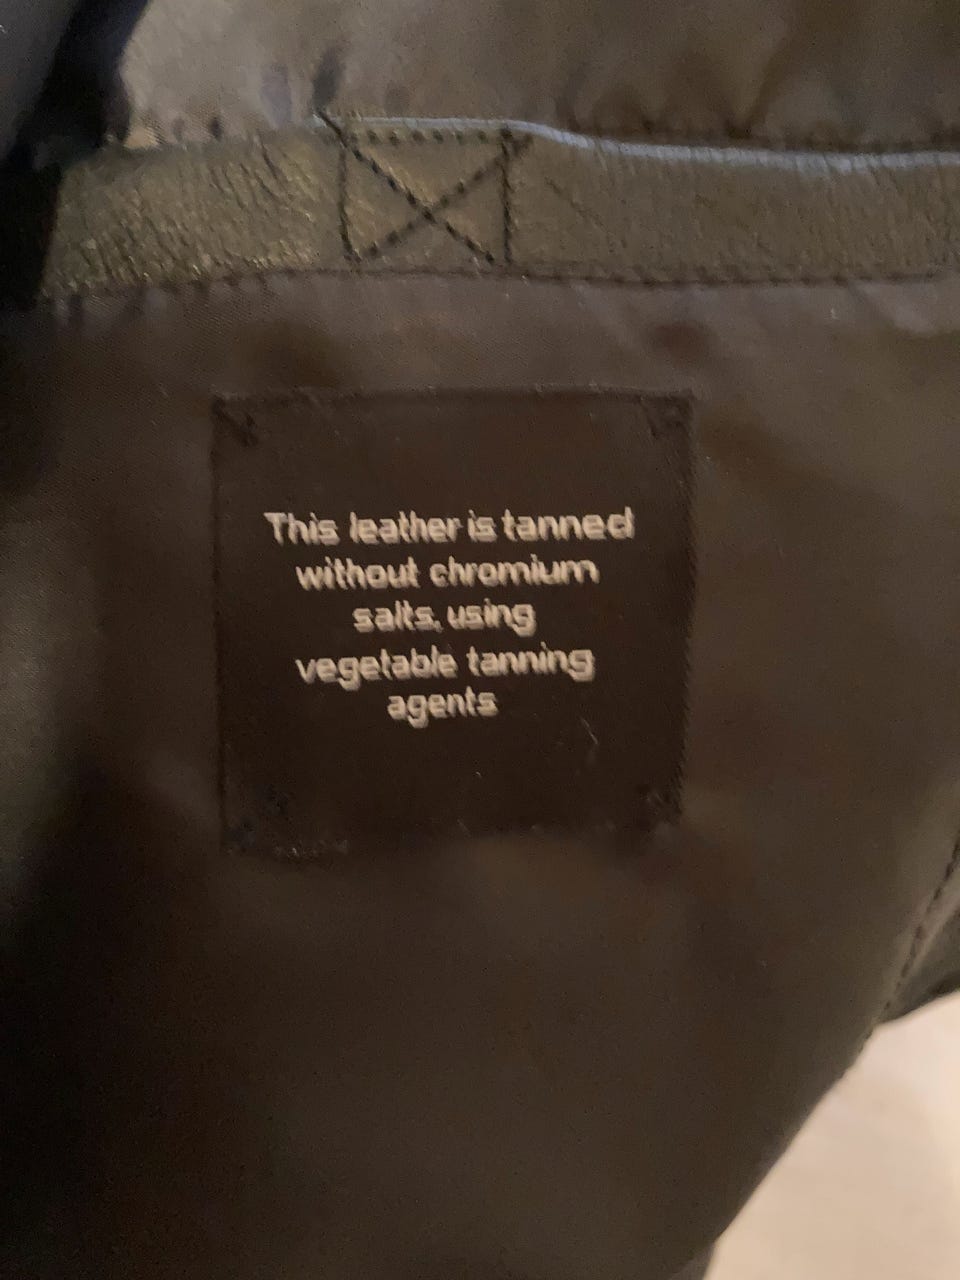 This leather is tanned
without chromium
salts, using
vegetable tanning
agents